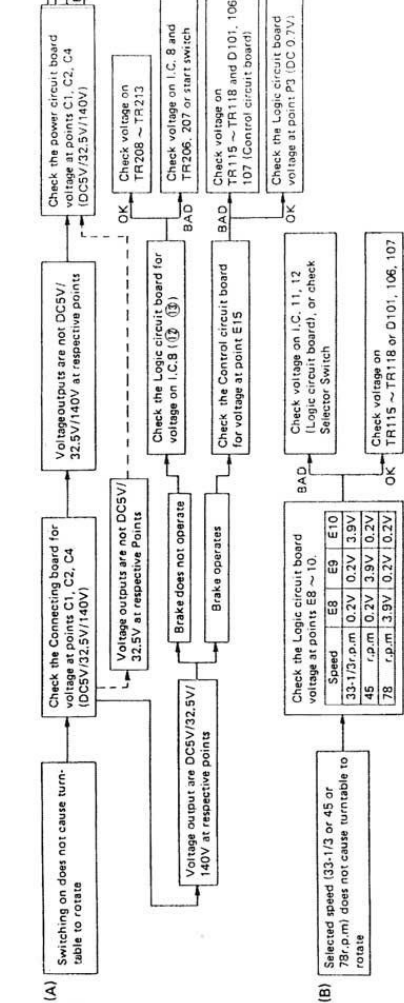 (A)
Switching on does not cause turn-
table to rotate
Check the Connecting board for
voltage at points C1, C2, C4
(DC5V/32.5V/140V)
Voltageoutputs are not DC5V/
32.5V/140V at respective points
Check the power circuit board
voltage at points C1, C2, C4
(DC5V/32.5V/140V)
Voltage outputs are not DC5V/
32.5V at respective Points
Voltage output are DC5V/32.5V/
140V at respective points
Brake does not operate
Check the Logic circuit board for
voltage on I.C.8 (⑫ ⑬)
OK
Check voltage on
TR208 ~ TR213
BAD
Check voltage on I.C. 8 and
TR206, 207 or start switch
Brake operates
Check the Control circuit board
for voltage at point E15
BAD
Check voltage on
TR115 ~ TR118 and D101, 106
107 (Control circuit board)
OK
Check the Logic circuit board
voltage at point P3 (DC 0.7V)
(B)
Selected speed (33-1/3 or 45 or
78r.p.m) does not cause turntable to
rotate
Check the Logic circuit board
voltage at points E8 ~ 10.
Speed E8 E9 E10
33-1/3r.p.m 0.2V 0.2V 3.9V
45 r.p.m 0.2V 3.9V 0.2V
78 r.p.m 3.9V 0.2V 0.2V
BAD
Check voltage on I.C. 11, 12
(Logic circuit board), or check
Selector Switch
OK
Check voltage on
TR115 ~ TR118 or D101, 106, 107